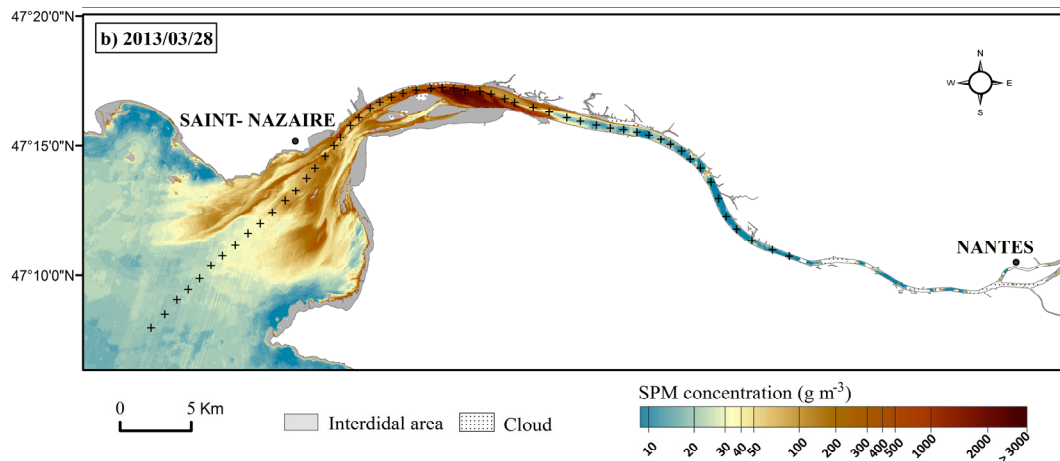 47°20'0"N
b) 2013/03/28
N
W E
S
SAINT- NAZAIRE
47°15'0"N
NANTES
47°10'0"N
SPM concentration (g m⁻³)
0 5 Km
Interdidal area
Cloud
10 20 30 40 50 100 200 300 400 500 1000 2000 > 3000